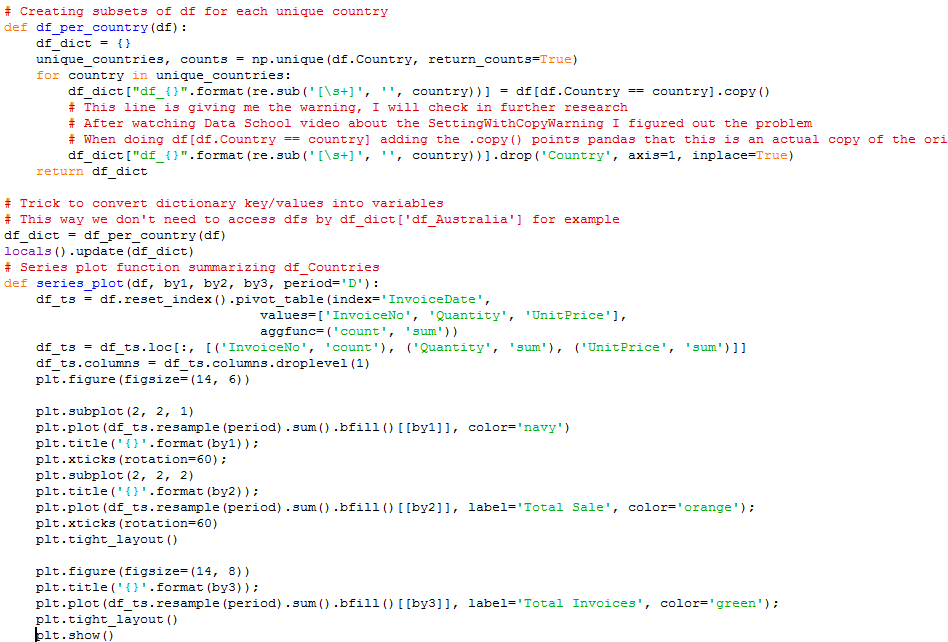 # Creating subsets of df for each unique country
def df_per_country(df):
    df_dict = {}
    unique_countries, counts = np.unique(df.Country, return_counts=True)
    for country in unique_countries:
        df_dict["df_{}".format(re.sub('[\s+]', '', country))] = df[df.Country == country].copy()
        # This line is giving me the warning, I will check in further research
        # After watching Data School video about the SettingWithCopyWarning I figured out the problem
        # When doing df[df.Country == country] adding the .copy() points pandas that this is an actual copy of the ori
        df_dict["df_{}".format(re.sub('[\s+]', '', country))].drop('Country', axis=1, inplace=True)
    return df_dict

# Trick to convert dictionary key/values into variables
# This way we don't need to access dfs by df_dict['df_Australia'] for example
df_dict = df_per_country(df)
locals().update(df_dict)
# Series plot function summarizing df_Countries
def series_plot(df, by1, by2, by3, period='D'):
    df_ts = df.reset_index().pivot_table(index='InvoiceDate',
                                values=['InvoiceNo', 'Quantity', 'UnitPrice'],
                                aggfunc=('count', 'sum'))
    df_ts = df_ts.loc[:, [('InvoiceNo', 'count'), ('Quantity', 'sum'), ('UnitPrice', 'sum')]]
    df_ts.columns = df_ts.columns.droplevel(1)
    plt.figure(figsize=(14, 6))

    plt.subplot(2, 2, 1)
    plt.plot(df_ts.resample(period).sum().bfill()[[by1]], color='navy')
    plt.title('{}'.format(by1));
    plt.xticks(rotation=60);
    plt.subplot(2, 2, 2)
    plt.title('{}'.format(by2));
    plt.plot(df_ts.resample(period).sum().bfill()[[by2]], label='Total Sale', color='orange');
    plt.xticks(rotation=60)
    plt.tight_layout()

    plt.figure(figsize=(14, 8))
    plt.title('{}'.format(by3));
    plt.plot(df_ts.resample(period).sum().bfill()[[by3]], label='Total Invoices', color='green');
    plt.tight_layout()
    plt.show()